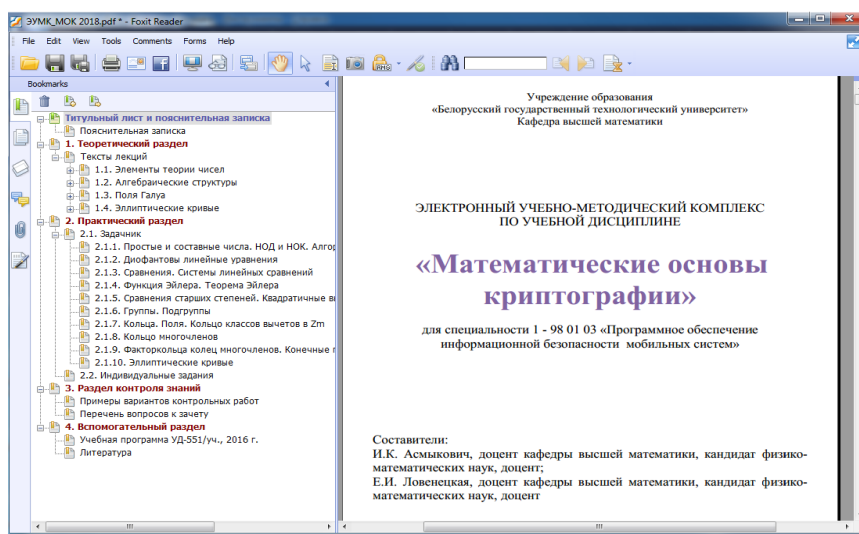 ЭУМК_МОК 2018.pdf * - Foxit Reader
File Edit View Tools Comments Forms Help
Bookmarks
Титульный лист и пояснительная записка
Пояснительная записка
1. Теоретический раздел
Тексты лекций
1.1. Элементы теории чисел
1.2. Алгебраические структуры
1.3. Поля Галуа
1.4. Эллиптические кривые
2. Практический раздел
2.1. Задачник
2.1.1. Простые и составные числа. НОД и НОК. Алгор
2.1.2. Диофантовы линейные уравнения
2.1.3. Сравнения. Системы линейных сравнений
2.1.4. Функция Эйлера. Теорема Эйлера
2.1.5. Сравнения старших степеней. Квадратичные в
2.1.6. Группы. Подгруппы
2.1.7. Кольца. Поля. Кольцо классов вычетов в Zm
2.1.8. Кольцо многочленов
2.1.9. Факторкольца колец многочленов. Конечные п
2.1.10. Эллиптические кривые
2.2. Индивидуальные задания
3. Раздел контроля знаний
Примеры вариантов контрольных работ
Перечень вопросов к зачету
4. Вспомогательный раздел
Учебная программа УД-551/уч., 2016 г.
Литература
Учреждение образования
«Белорусский государственный технологический университет»
Кафедра высшей математики
ЭЛЕКТРОННЫЙ УЧЕБНО-МЕТОДИЧЕСКИЙ КОМПЛЕКС
ПО УЧЕБНОЙ ДИСЦИПЛИНЕ
«Математические основы
криптографии»
для специальности 1 - 98 01 03 «Программное обеспечение
информационной безопасности мобильных систем»
Составители:
И.К. Асмыкович, доцент кафедры высшей математики, кандидат физико-
математических наук, доцент;
Е.И. Ловенецкая, доцент кафедры высшей математики, кандидат физико-
математических наук, доцент